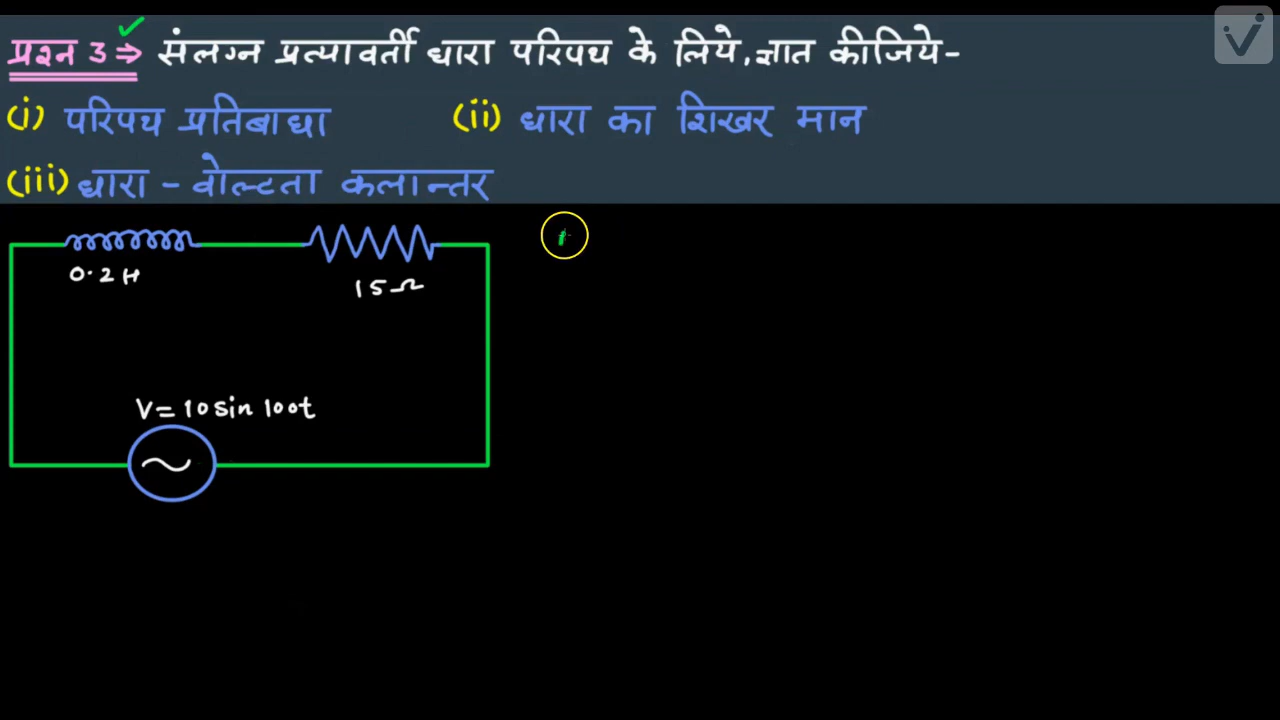 प्रश्न 3 ⇒ संलग्न प्रत्यावर्ती धारा परिपथ के लिये, ज्ञात कीजिये-
(i) परिपथ प्रतिबाधा (ii) धारा का शिखर मान
(iii) धारा - वोल्टता कलान्तर
0.2 H
15 Ω
V = 10 sin 100t